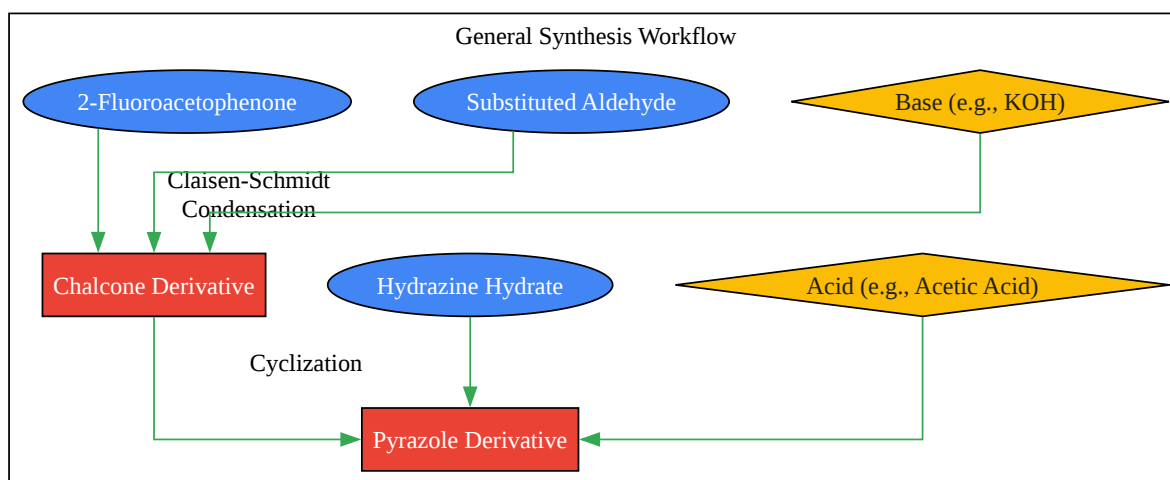 General Synthesis Workflow
2-Fluoroacetophenone
Substituted Aldehyde
Base (e.g., KOH)
Claisen-Schmidt
Condensation
Chalcone Derivative
Hydrazine Hydrate
Acid (e.g., Acetic Acid)
Cyclization
Pyrazole Derivative